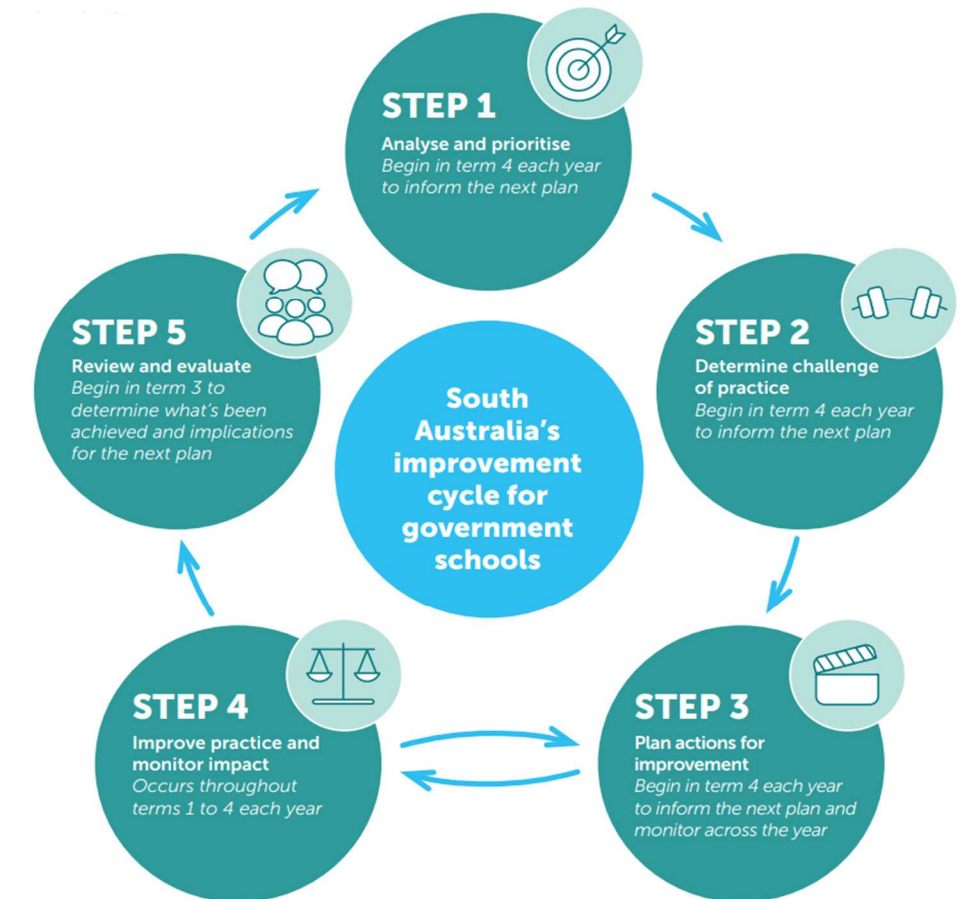 STEP 1
Analyse and prioritise
Begin in term 4 each year
to inform the next plan
STEP 2
Determine challenge
of practice
Begin in term 4 each year
to inform the next plan
STEP 3
Plan actions for
improvement
Begin in term 4 each year
to inform the next plan and
monitor across the year
STEP 4
Improve practice and
monitor impact
Occurs throughout
terms 1 to 4 each year
STEP 5
Review and evaluate
Begin in term 3 to
determine what's been
achieved and implications
for the next plan
South
Australia's
improvement
cycle for
government
schools